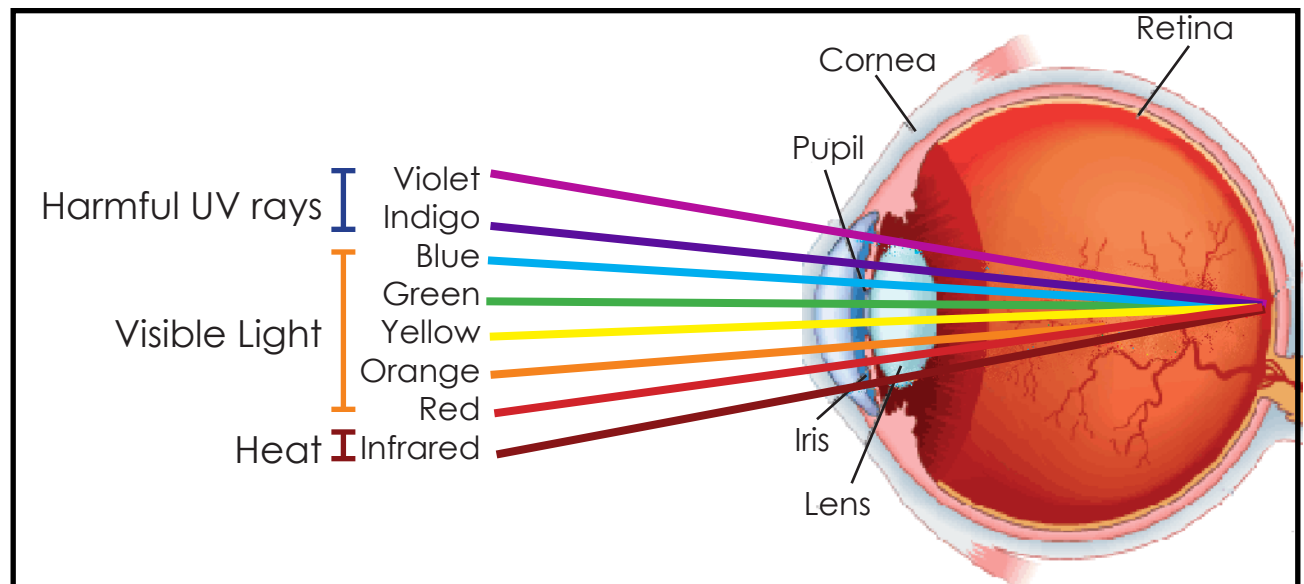 Retina
Cornea
Pupil
Harmful UV rays
Violet
Indigo
Visible Light
Blue
Green
Yellow
Orange
Red
Heat
Infrared
Iris
Lens